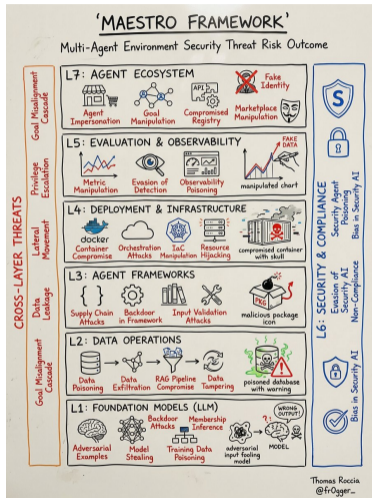 'MAESTRO FRAMEWORK'
Multi-Agent Environment Security Threat Risk Outcome
CROSS-LAYER THREATS
Goal Misalignment
Cascade
Privilege
Escalation
Lateral
Movement
Data
Leakage
Goal Misalignment
Cascade
L7: AGENT ECOSYSTEM
Agent
Impersonation
Goal
Manipulation
API
Compromised
Registry
Fake
Identity
Marketplace
Manipulation
L5: EVALUATION & OBSERVABILITY
Metric
Manipulation
Evasion of
Detection
Observability
Poisoning
FAKE
DATA
manipulated chart
L4: DEPLOYMENT & INFRASTRUCTURE
docker
Container
Compromise
Orchestration
Attacks
IaC
Manipulation
Resource
Hijacking
compromised container
with skull
L3: AGENT FRAMEWORKS
{ }
Supply Chain
Attacks
Backdoor
in Framework
Input Validation
Attacks
PKG
malicious package
icon
L2: DATA OPERATIONS
Data
Poisoning
Data
Exfiltration
RAG Pipeline
Compromise
Data
Tampering
poisoned database
with warning
L1: FOUNDATION MODELS (LLM)
Adversarial
Examples
Model
Stealing
Backdoor
Attacks
Training Data
Poisoning
Membership
Inference
adversarial
input fooling
model
?!
WRONG
OUTPUT!
MODEL
L6: SECURITY & COMPLIANCE
S
Security Agent
Poisoning
Evasion of
Security AI
Bias in Security AI
Non-Compliance
Bias in Security AI
Thomas Roccia
@fr0gger_